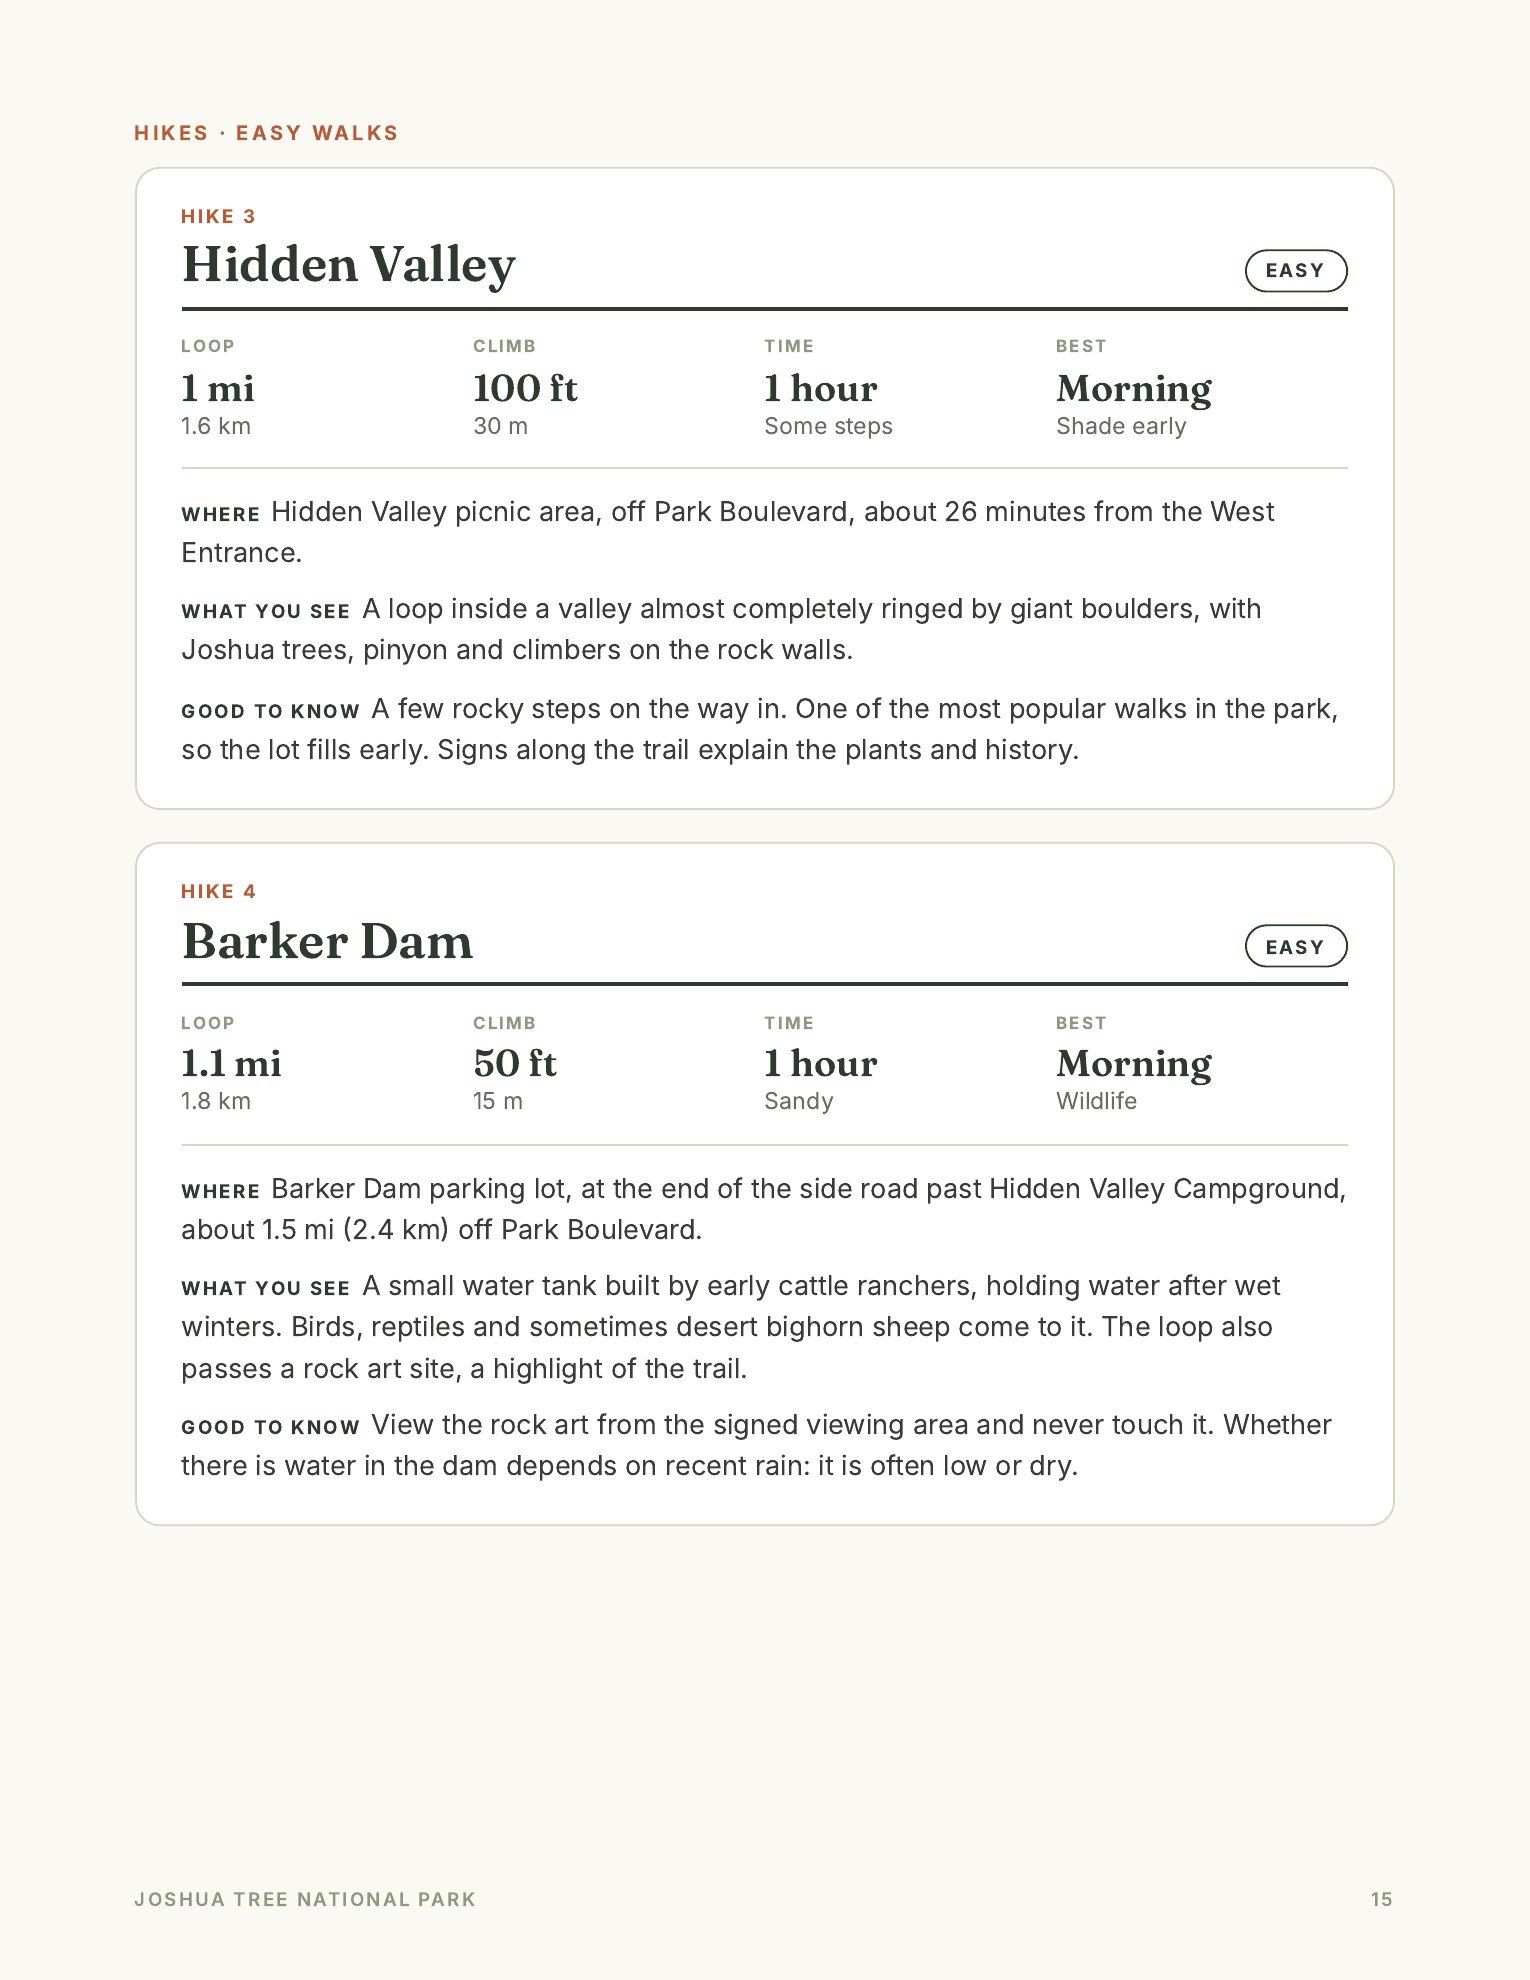 HIKES · EASY WALKS
HIKE 3
Hidden Valley
EASY
LOOP CLIMB TIME BEST
1 mi 100 ft 1 hour Morning
1.6 km 30 m Some steps Shade early
WHERE Hidden Valley picnic area, off Park Boulevard, about 26 minutes from the West
Entrance.
WHAT YOU SEE A loop inside a valley almost completely ringed by giant boulders, with
Joshua trees, pinyon and climbers on the rock walls.
GOOD TO KNOW A few rocky steps on the way in. One of the most popular walks in the park,
so the lot fills early. Signs along the trail explain the plants and history.
HIKE 4
Barker Dam
EASY
LOOP CLIMB TIME BEST
1.1 mi 50 ft 1 hour Morning
1.8 km 15 m Sandy Wildlife
WHERE Barker Dam parking lot, at the end of the side road past Hidden Valley Campground,
about 1.5 mi (2.4 km) off Park Boulevard.
WHAT YOU SEE A small water tank built by early cattle ranchers, holding water after wet
winters. Birds, reptiles and sometimes desert bighorn sheep come to it. The loop also
passes a rock art site, a highlight of the trail.
GOOD TO KNOW View the rock art from the signed viewing area and never touch it. Whether
there is water in the dam depends on recent rain: it is often low or dry.
JOSHUA TREE NATIONAL PARK 15